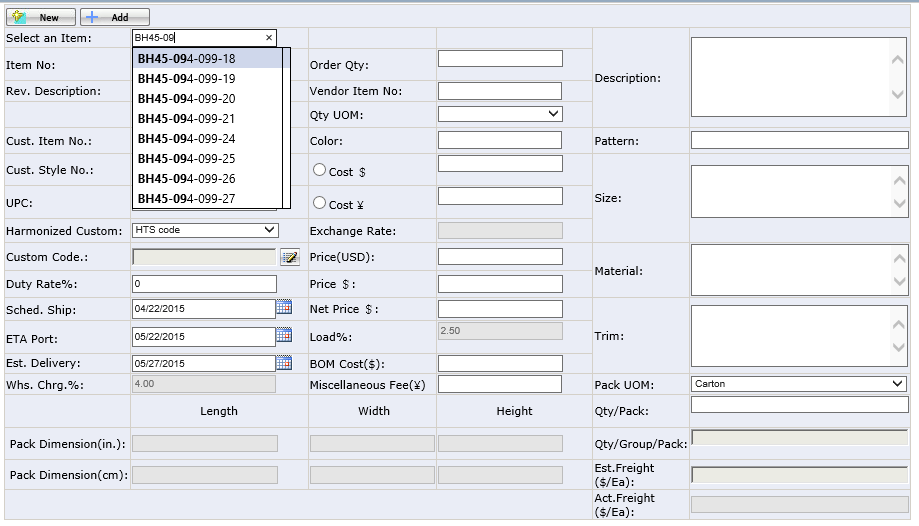 New Add
Select an Item: BH45-09 ×
BH45-094-099-18
BH45-094-099-19
BH45-094-099-20
BH45-094-099-21
BH45-094-099-24
BH45-094-099-25
BH45-094-099-26
BH45-094-099-27
Item No: Order Qty: Description:
Rev. Description: Vendor Item No:
Qty UOM:
Cust. Item No.: Color: Pattern:
Cust. Style No.: Cost $
UPC: Cost ¥ Size:
Harmonized Custom: HTS code Exchange Rate:
Custom Code.: Price(USD): Material:
Duty Rate%: 0 Price $:
Sched. Ship: 04/22/2015 Net Price $:
ETA Port: 05/22/2015 Load%: 2.50 Trim:
Est. Delivery: 05/27/2015 BOM Cost($):
Whs. Chrg.%: 4.00 Miscellaneous Fee(¥) Pack UOM: Carton
Length Width Height Qty/Pack:
Pack Dimension(in.): Qty/Group/Pack:
Pack Dimension(cm): Est.Freight
($/Ea):
Act.Freight
($/Ea):